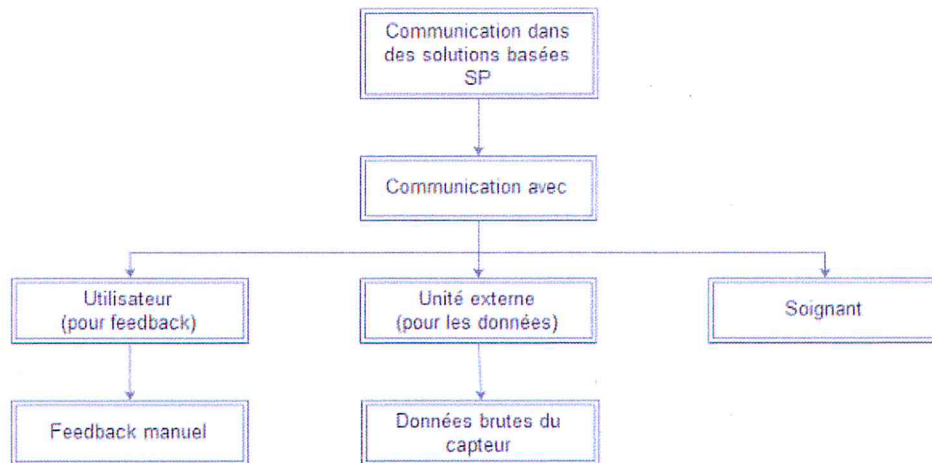 Communication dans
des solutions basées
SP
Communication avec
Utilisateur
(pour feedback)
Unité externe
(pour les données)
Soignant
Feedback manuel
Données brutes du
capteur